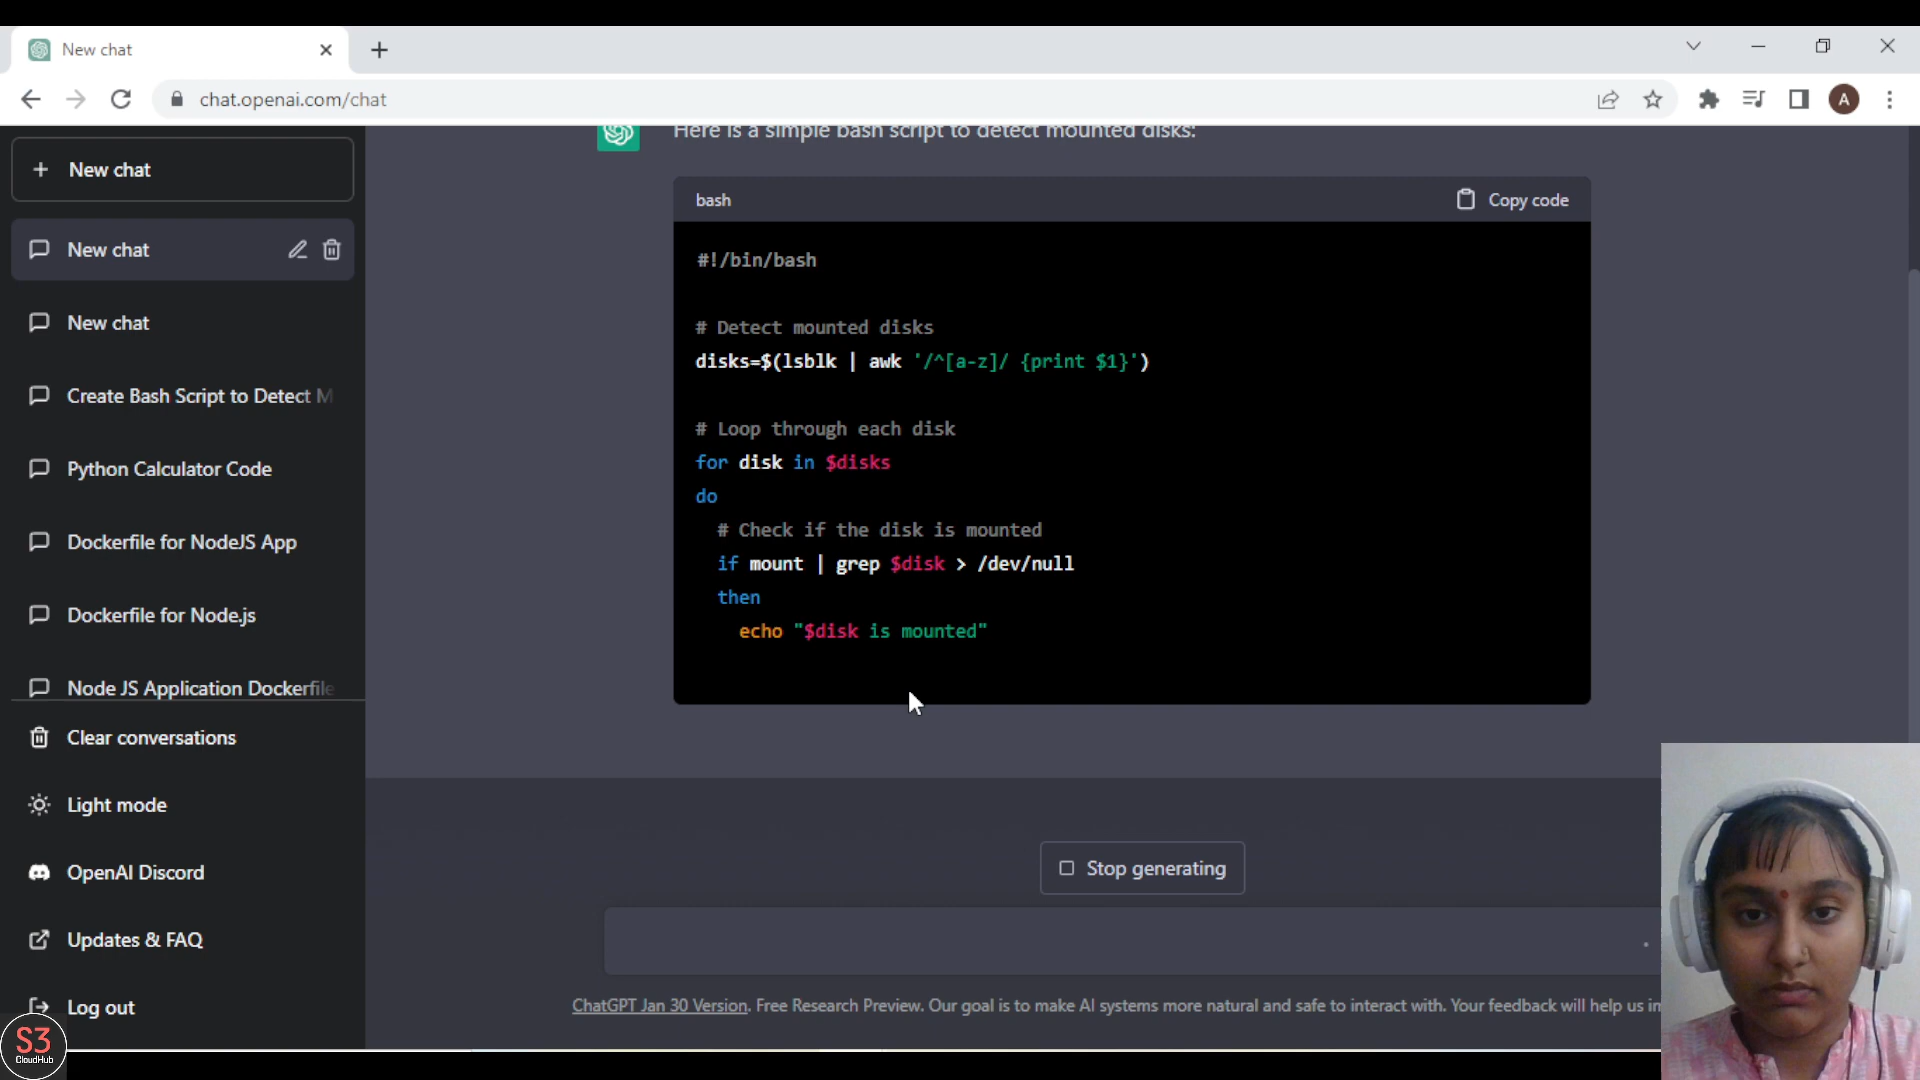 New chat
chat.openai.com/chat
A
New chat
New chat
New chat
Create Bash Script to Detect M
Python Calculator Code
Dockerfile for NodeJS App
Dockerfile for Node.js
Node JS Application Dockerfile
Clear conversations
Light mode
OpenAI Discord
Updates & FAQ
Log out
S3
CloudHub
Here is a simple bash script to detect mounted disks:
bash
Copy code
#!/bin/bash
# Detect mounted disks
disks=$(lsblk | awk '/^[a-z]/ {print $1}')
# Loop through each disk
for disk in $disks
do
# Check if the disk is mounted
if mount | grep $disk > /dev/null
then
echo "$disk is mounted"
Stop generating
ChatGPT Jan 30 Version. Free Research Preview. Our goal is to make AI systems more natural and safe to interact with. Your feedback will help us